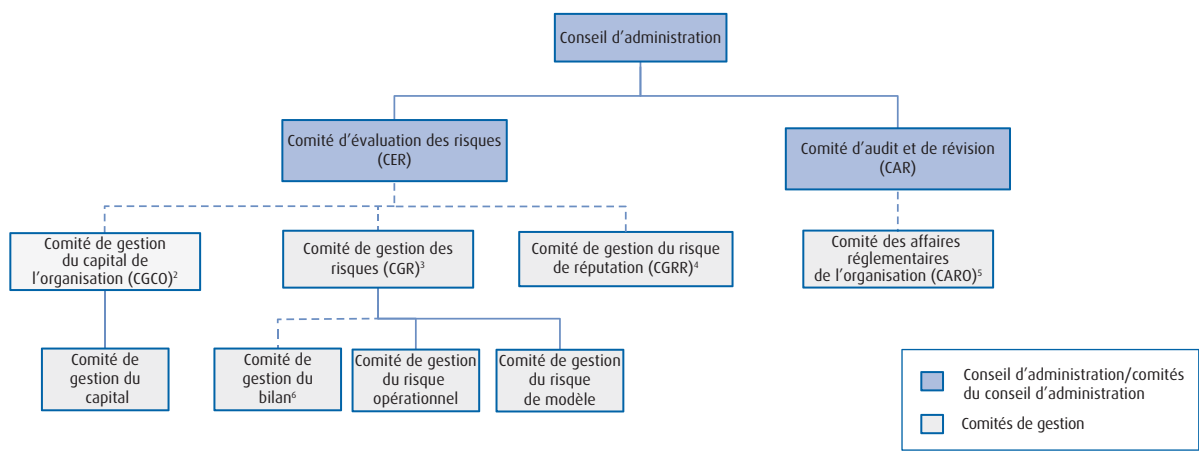 Conseil d'administration
Comité d'évaluation des risques
(CER)
Comité d'audit et de révision
(CAR)
Comité de gestion
du capital de
l'organisation (CGCO)²
Comité de gestion des
risques (CGR)³
Comité de gestion du risque
de réputation (CGRR)⁴
Comité des affaires
réglementaires
de l'organisation (CARO)⁵
Comité de
gestion du
capital
Comité de
gestion du
bilan⁶
Comité de gestion
du risque
opérationnel
Comité de gestion
du risque
de modèle
Conseil d'administration/comités
du conseil d'administration
Comités de gestion